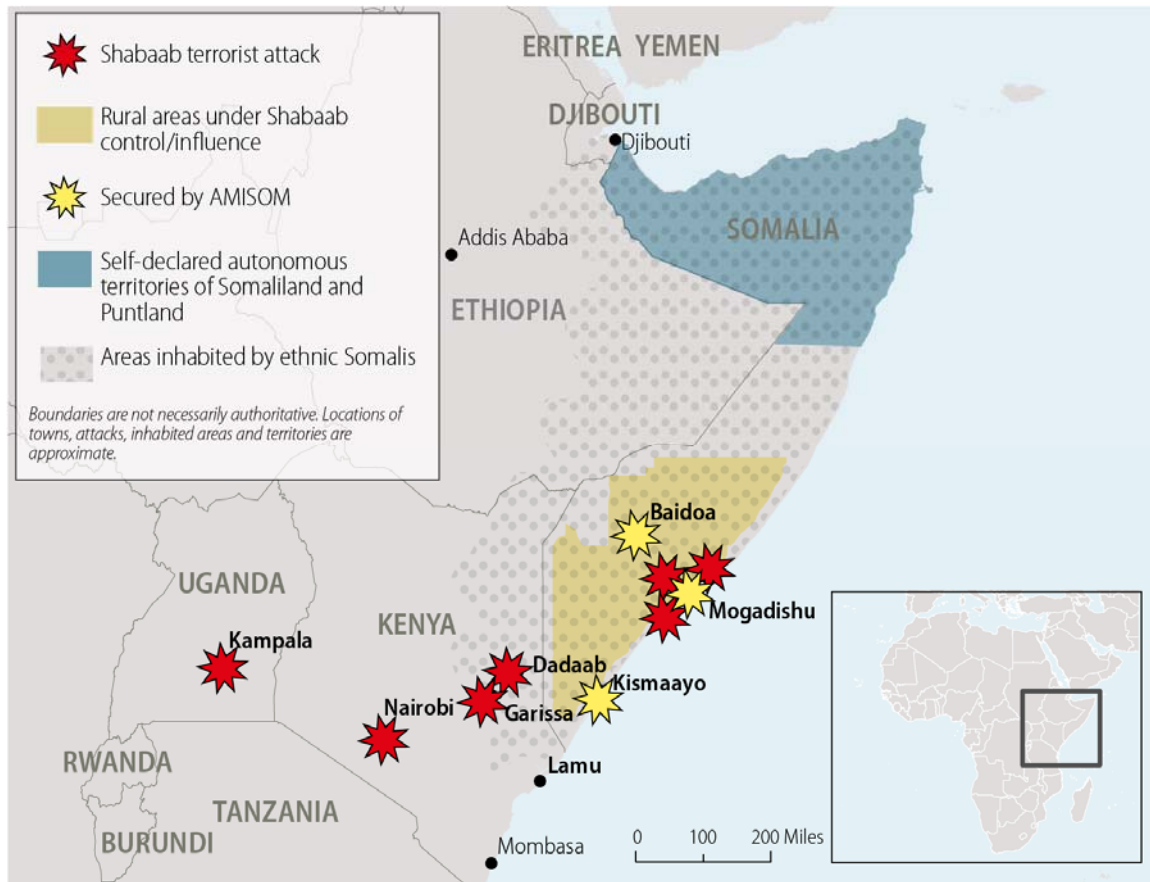 Shabaab terrorist attack
Rural areas under Shabaab
control/influence
Secured by AMISOM
Self-declared autonomous
territories of Somaliland and
Puntland
Areas inhabited by ethnic Somalis
Boundaries are not necessarily authoritative. Locations of
towns, attacks, inhabited areas and territories are
approximate.
ERITREA
YEMEN
DJIBOUTI
Djibouti
SOMALIA
Addis Ababa
ETHIOPIA
Baidoa
Mogadishu
UGANDA
Kampala
KENYA
Dadaab
Kismaayo
Nairobi
Garissa
RWANDA
Lamu
TANZANIA
BURUNDI
Mombasa
0 100 200 Miles